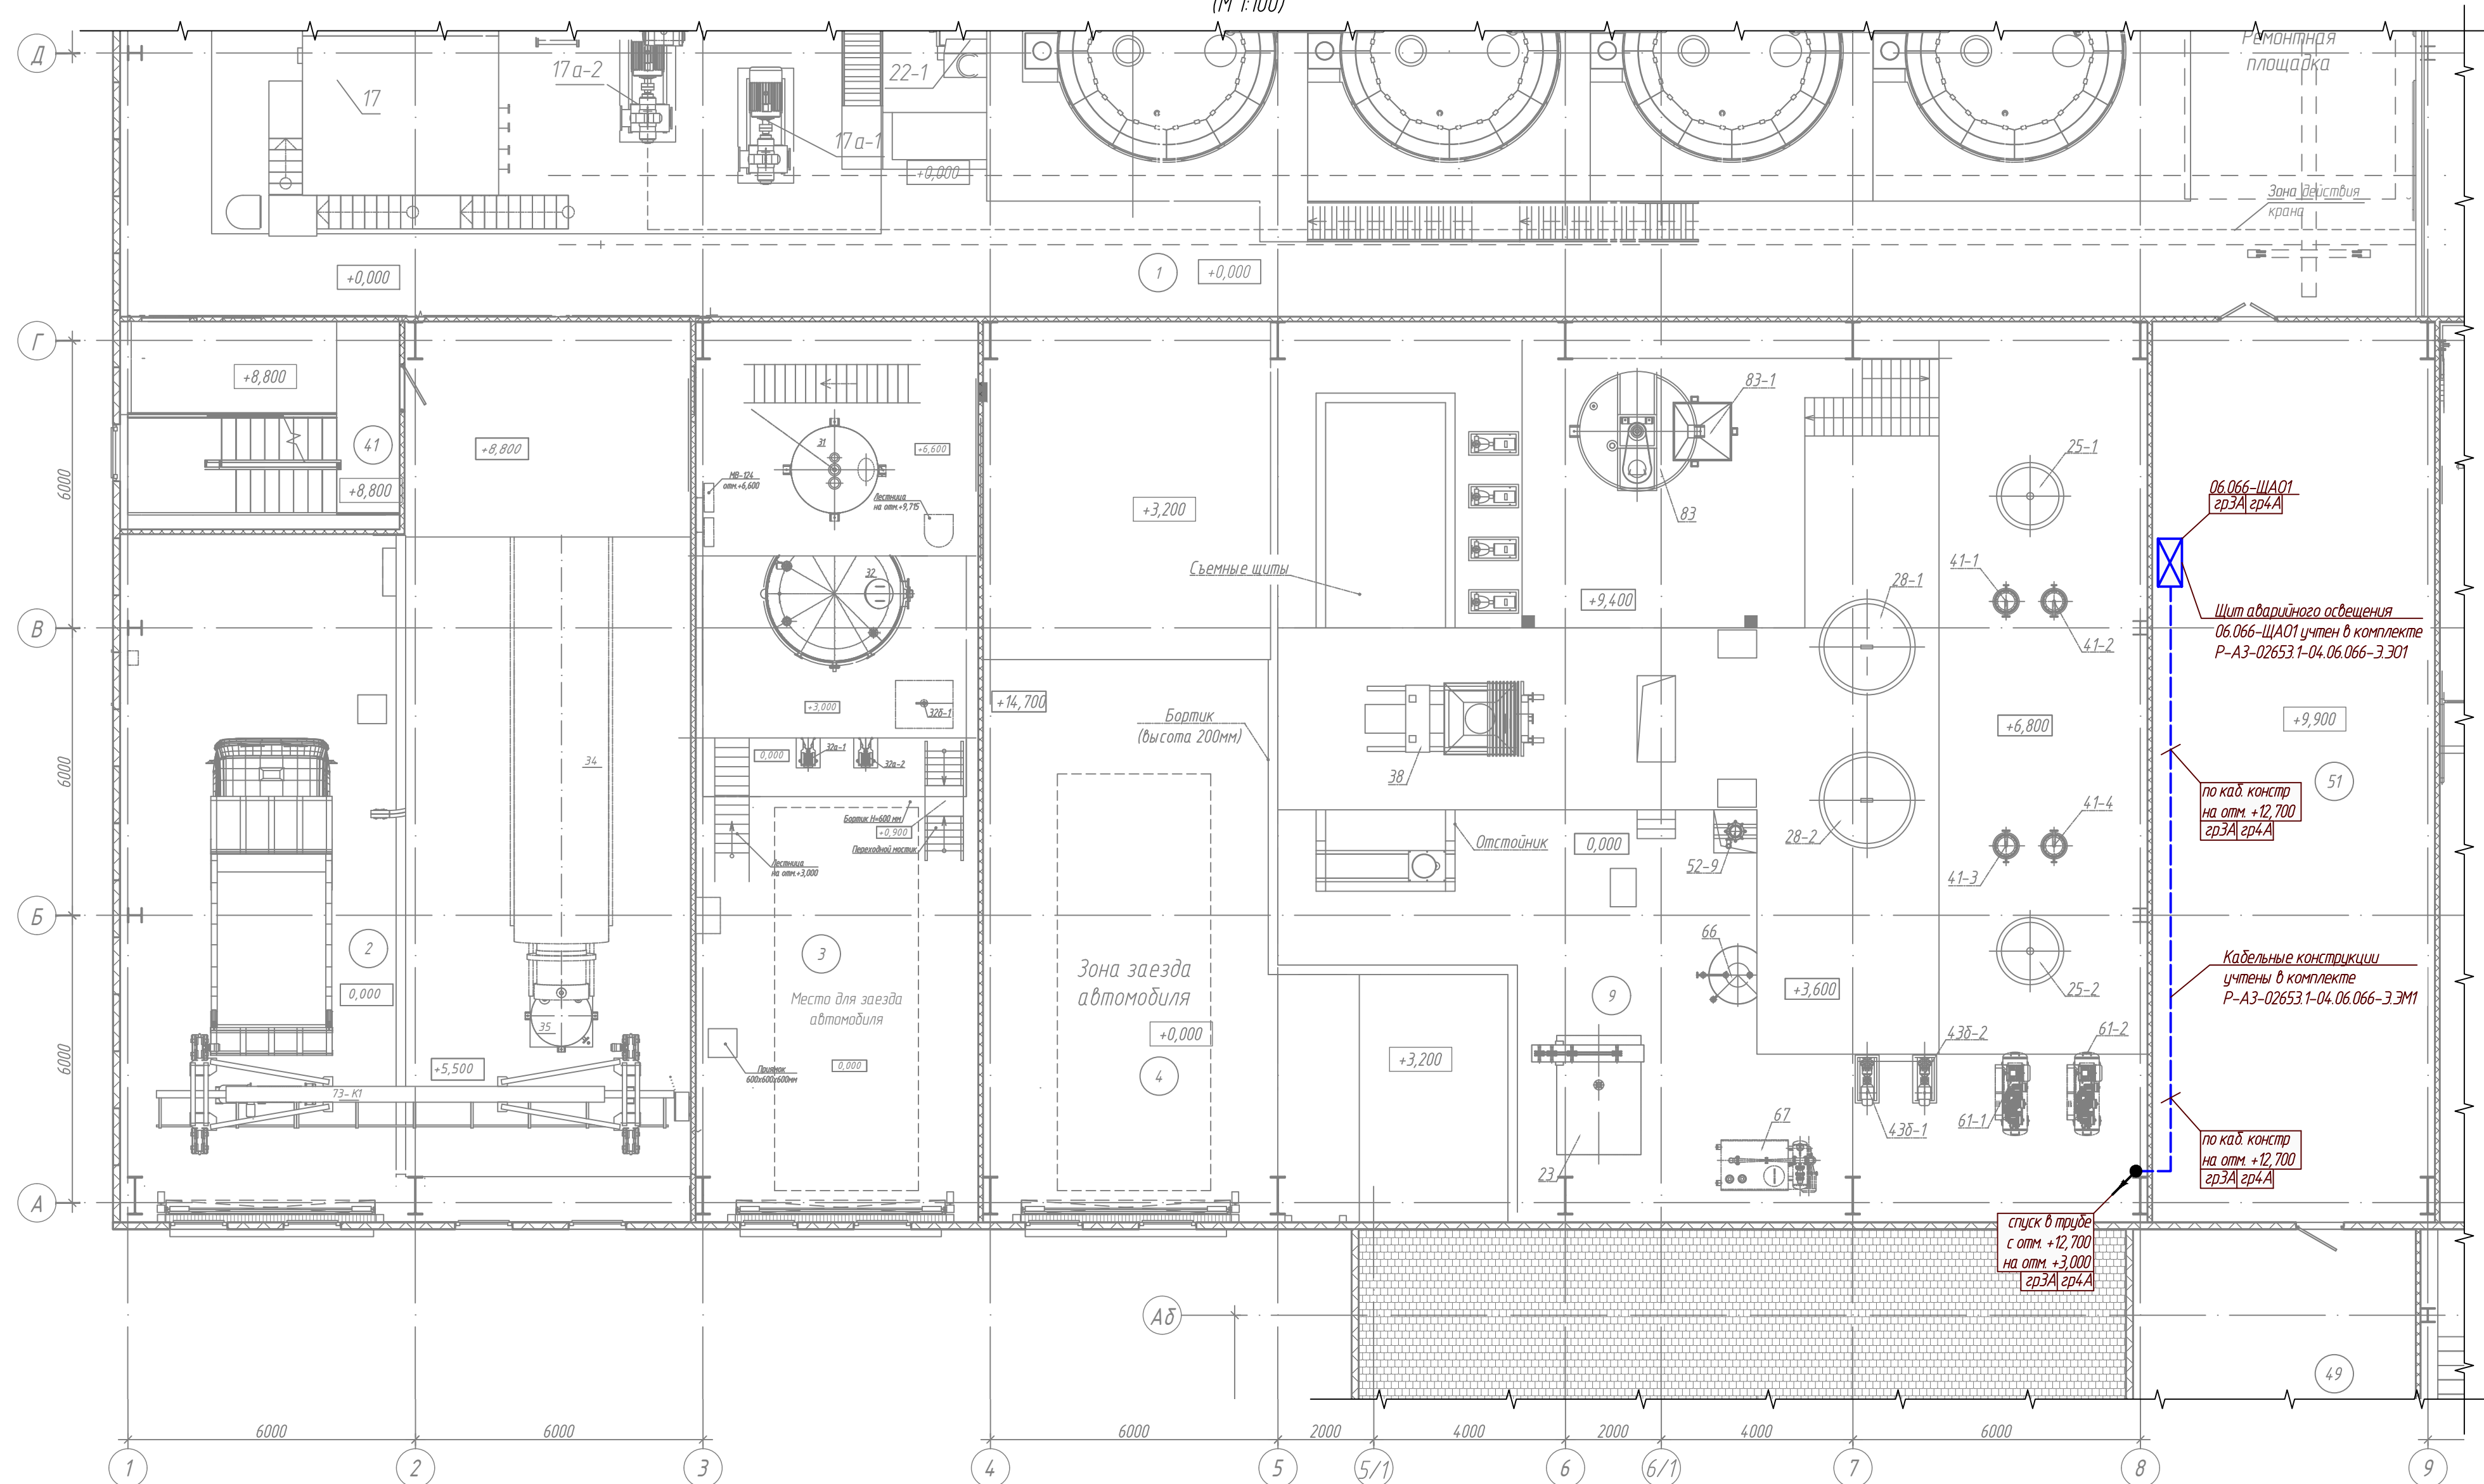 (М 1:100)
Д
17
17а-2
17а-1
22-1
+0,000
Ремонтная
площадка
Зона действия
крана
+0,000
1
+0,000
Г
+8,800
41
+8,800
+8,800
31
+6,600
МВ-124
отм.+6,600
Лестница
на отм.+9,715
+3,200
83-1
83
25-1
06.066-ЩАО1
гр3А гр4А
6000
Съемные щиты
+9,400
41-1
28-1
32
41-2
Щит аварийного освещения
06.066-ЩАО1 учтен в комплекте
Р-АЗ-02653.1-04.06.066-Э.ЭО1
В
+3,000
32б-1
+14,700
Бортик
(высота 200мм)
+6,800
+9,900
6000
34
0,000
32а-1
32а-2
38
51
по каб. констр
на отм. +12,700
гр3А гр4А
Бортик Н=600 мм
+0,900
Переходной мостик
Лестница
на отм.+3,000
Отстойник
0,000
52-9
28-2
41-4
41-3
Б
2
0,000
3
Место для заезда
автомобиля
Зона заезда
автомобиля
66
9
+3,600
25-2
Кабельные конструкции
учтены в комплекте
Р-АЗ-02653.1-04.06.066-Э.ЭМ1
6000
35
+5,500
73-К1
Приямок
600х600х600мм
0,000
+0,000
4
+3,200
43б-2
61-2
43б-1
61-1
67
23
по каб. констр
на отм. +12,700
гр3А гр4А
А
спуск в трубе
с отм. +12,700
на отм. +3,000
гр3А гр4А
Аб
49
6000
6000
6000
2000
4000
2000
4000
6000
1
2
3
4
5
5/1
6
6/1
7
8
9